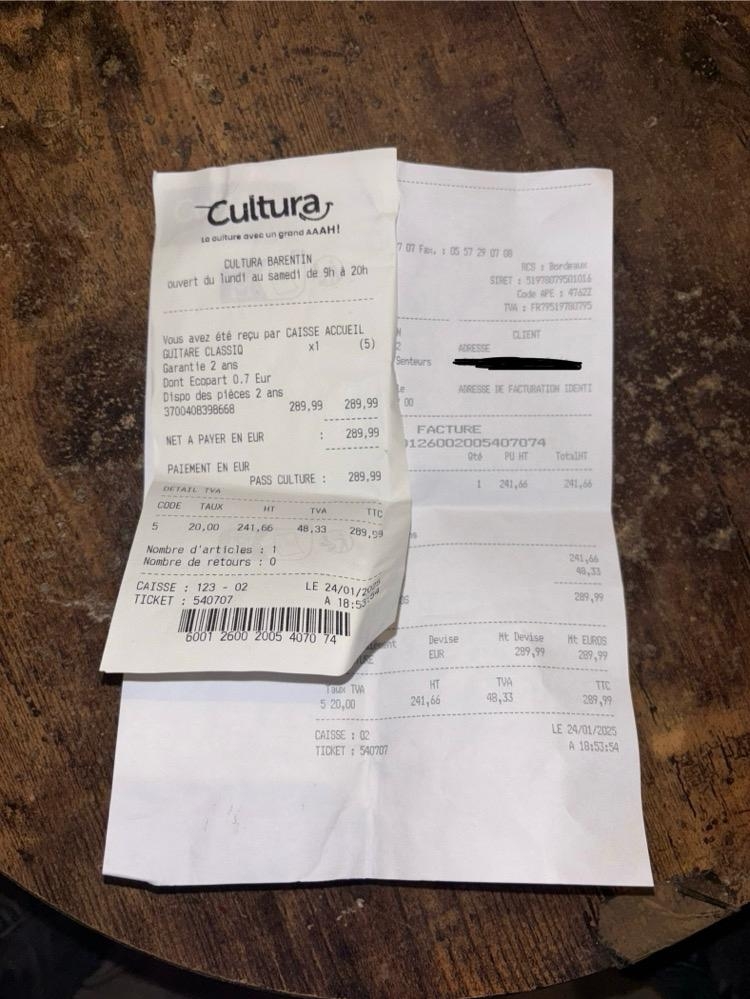 Cultura
La culture avec un grand AAAH!
CULTURA BARENTIN
ouvert du lundi au samedi de 9h à 20h
Vous avez été reçu par CAISSE ACCUEIL
GUITARE CLASSIQ x1 (5)
Garantie 2 ans
Dont Ecopart 0.7 Eur
Dispo des pièces 2 ans
3700408398668 289,99 289,99
NET A PAYER EN EUR : 289,99
PAIEMENT EN EUR
PASS CULTURE : 289,99
DETAIL TVA
CODE TAUX HT TVA TTC
5 20,00 241,66 48,33 289,99
Nombre d'articles : 1
Nombre de retours : 0
CAISSE : 123 - 02 LE 24/01/2025
TICKET : 540707 A 18:53:54
6001 2600 2005 4070 74
7 07 Fax. : 05 57 29 07 08
RCS : Bordeaux
SIRET : 51978079501016
Code APE : 4762Z
TVA : FR79519780795
N CLIENT
2 ADRESSE
Senteurs
le ADRESSE DE FACTURATION IDENTI
00
FACTURE
126002005407074
Qté PU HT TotalHT
1 241,66 241,66
241,66
48,33
289,99
Devise Mt Devise Mt EUROS
EUR 289,99 289,99
Taux TVA HT TVA TTC
5 20,00 241,66 48,33 289,99
CAISSE : 02 LE 24/01/2025
TICKET : 540707 A 18:53:54